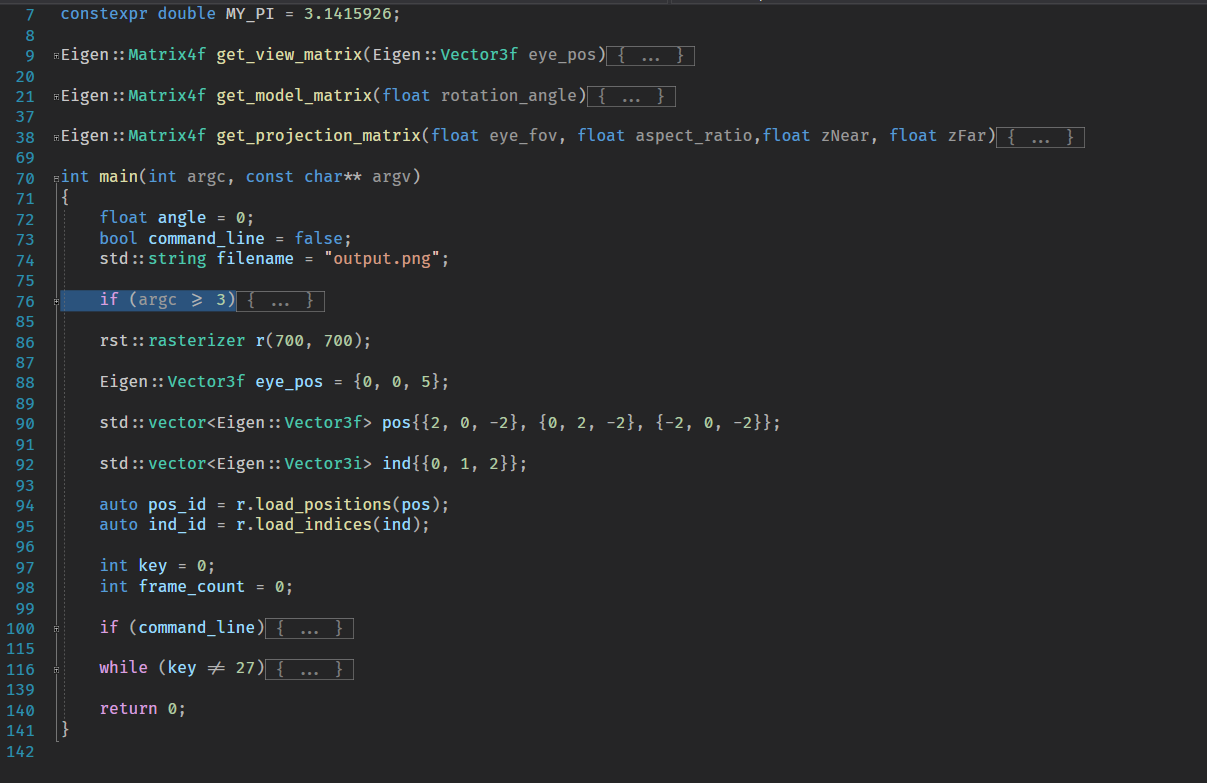 7 constexpr double MY_PI = 3.1415926;
8
9 Eigen::Matrix4f get_view_matrix(Eigen::Vector3f eye_pos){ ... }
20
21 Eigen::Matrix4f get_model_matrix(float rotation_angle){ ... }
37
38 Eigen::Matrix4f get_projection_matrix(float eye_fov, float aspect_ratio,float zNear, float zFar){ ... }
69
70 int main(int argc, const char** argv)
71 {
72     float angle = 0;
73     bool command_line = false;
74     std::string filename = "output.png";
75
76     if (argc ≥ 3){ ... }
85
86     rst::rasterizer r(700, 700);
87
88     Eigen::Vector3f eye_pos = {0, 0, 5};
89
90     std::vector<Eigen::Vector3f> pos{{2, 0, -2}, {0, 2, -2}, {-2, 0, -2}};
91
92     std::vector<Eigen::Vector3i> ind{{0, 1, 2}};
93
94     auto pos_id = r.load_positions(pos);
95     auto ind_id = r.load_indices(ind);
96
97     int key = 0;
98     int frame_count = 0;
99
100     if (command_line){ ... }
115
116     while (key ≠ 27){ ... }
139
140     return 0;
141 }
142